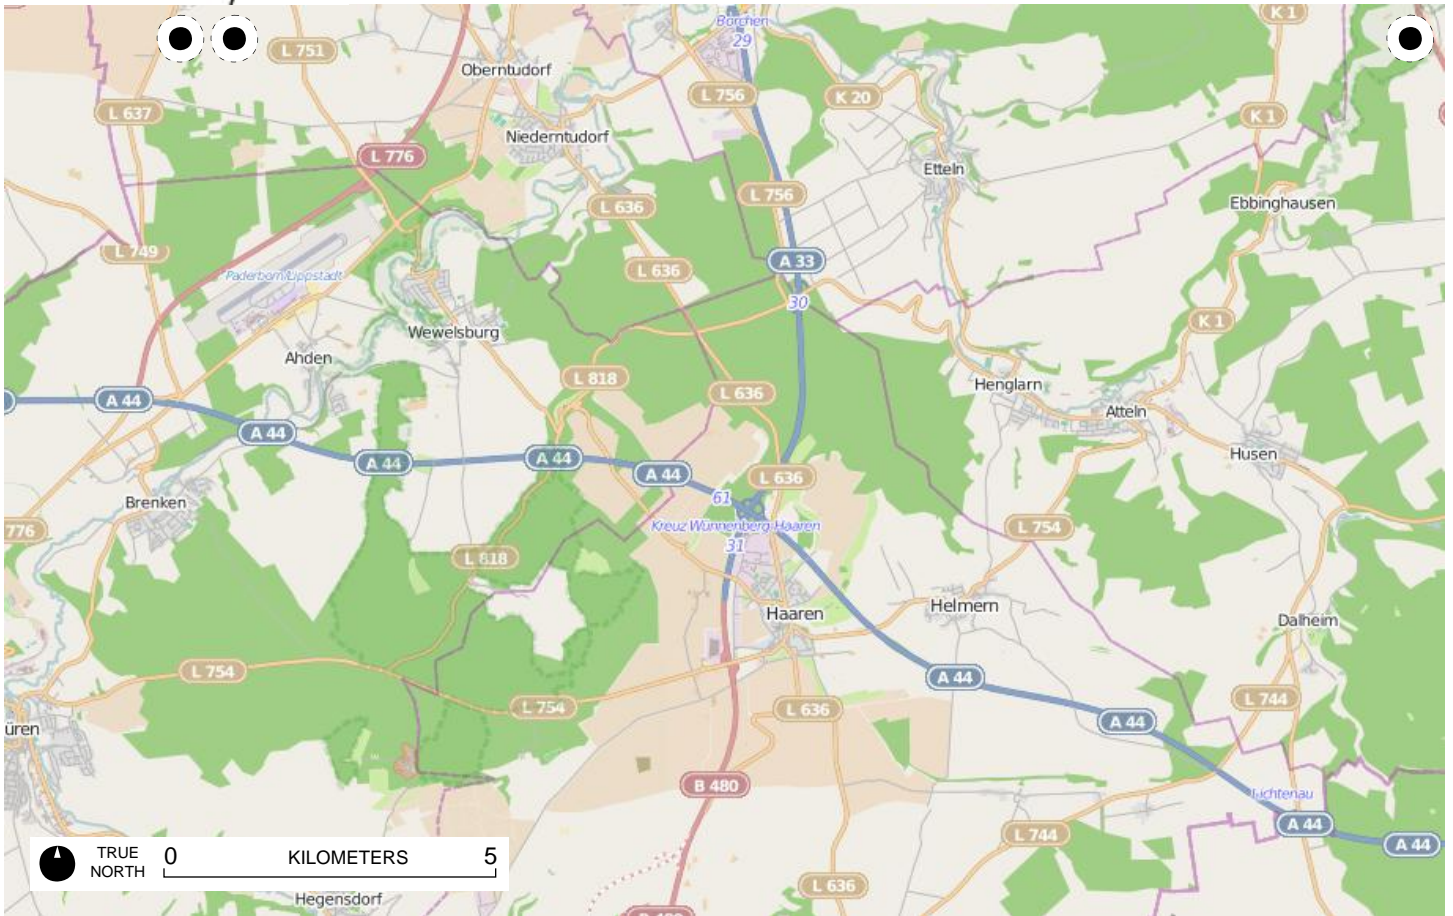 Borchen
29
K 1
L 751
Oberntudorf
L 756
K 20
L 637
K 1
Niederntudorf
L 776
Etteln
L 756
L 636
Ebbinghausen
L 749
A 33
Paderborn/Lippstadt
L 636
30
K 1
Wewelsburg
Ahden
L 818
Henglarn
L 636
A 44
Atteln
A 44
Husen
A 44
A 44
A 44
L 636
61
Brenken
776
Kreuz Wünnenberg-Haaren
L 754
31
L 818
Helmern
Haaren
Dalheim
L 754
A 44
L 744
L 754
L 636
A 44
üren
B 480
Lichtenau
A 44
L 744
A 44
TRUE NORTH
0 KILOMETERS 5
L 636
Hegensdorf